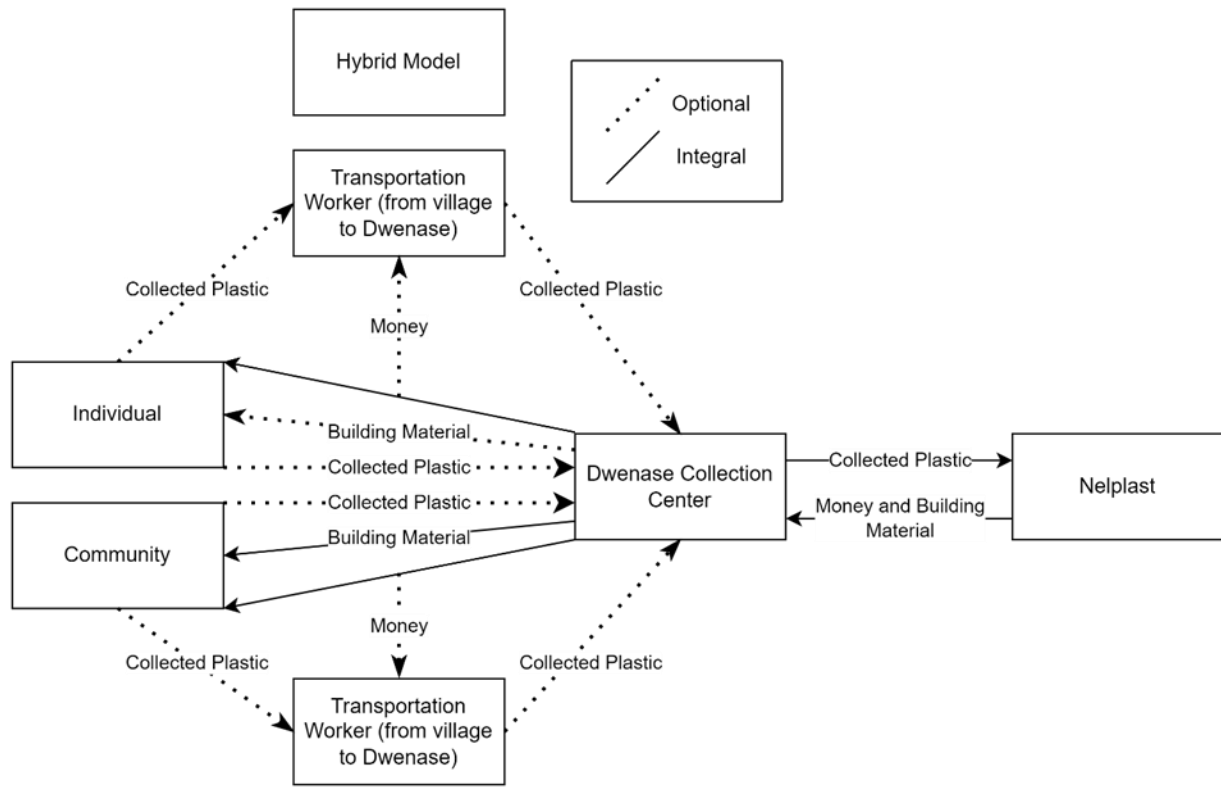 Hybrid Model
Optional
Integral
Transportation
Worker (from village
to Dwenase)
Collected Plastic
Collected Plastic
Money
Individual
Building Material
Collected Plastic
Collected Plastic
Building Material
Community
Dwenase Collection
Center
Collected Plastic
Money and Building
Material
Nelplast
Money
Collected Plastic
Collected Plastic
Transportation
Worker (from village
to Dwenase)